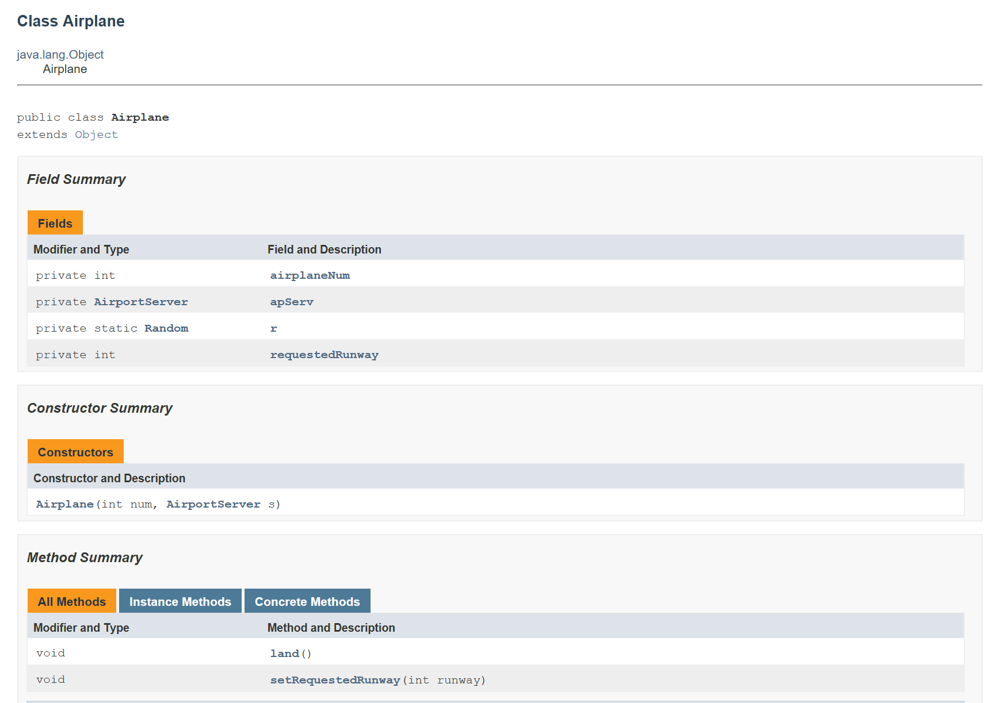 Class Airplane
java.lang.Object
Airplane
public class Airplane
extends Object
Field Summary
Fields
Modifier and Type Field and Description
private int airplaneNum
private AirportServer apServ
private static Random r
private int requestedRunway
Constructor Summary
Constructors
Constructor and Description
Airplane(int num, AirportServer s)
Method Summary
All Methods Instance Methods Concrete Methods
Modifier and Type Method and Description
void land()
void setRequestedRunway(int runway)